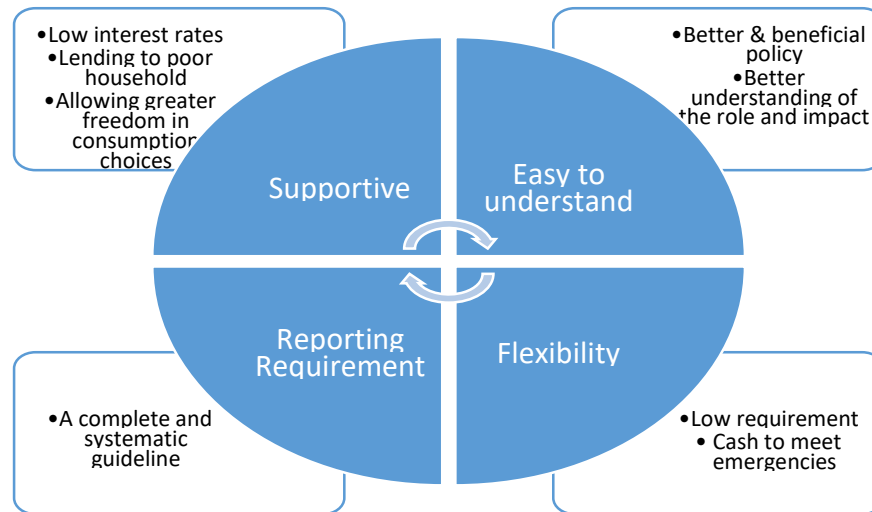 •Low interest rates
•Lending to poor
household
•Allowing greater
freedom in
consumption
choices
•Better & beneficial
policy
•Better
understanding of
the role and impact
Supportive
Easy to
understand
Reporting
Requirement
Flexibility
•A complete and
systematic
guideline
•Low requirement
• Cash to meet
emergencies